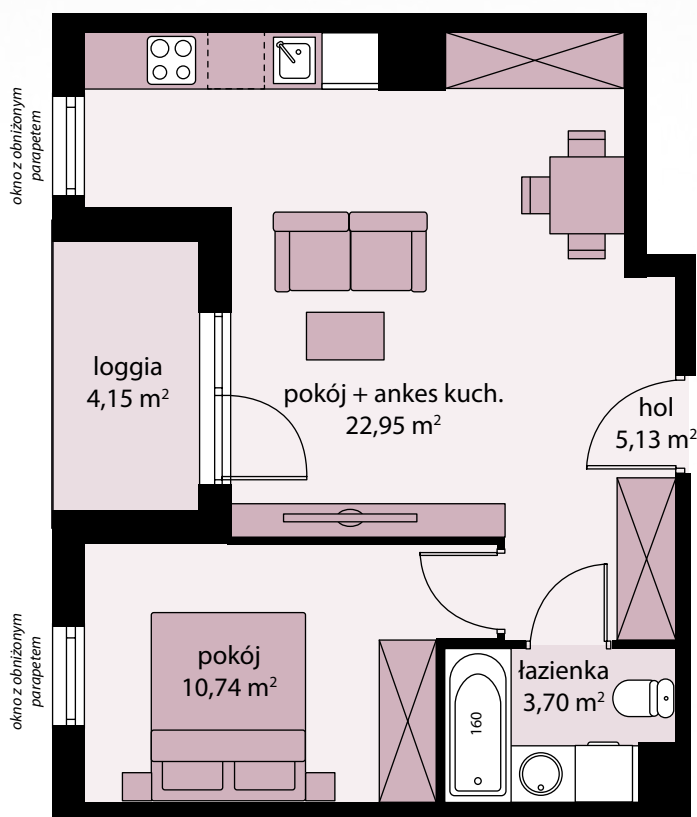 okno z obniżonym
parapetem
loggia
4,15 m²
pokój + ankes kuch.
22,95 m²
hol
5,13 m²
okno z obniżonym
parapetem
pokój
10,74 m²
łazienka
3,70 m²
160